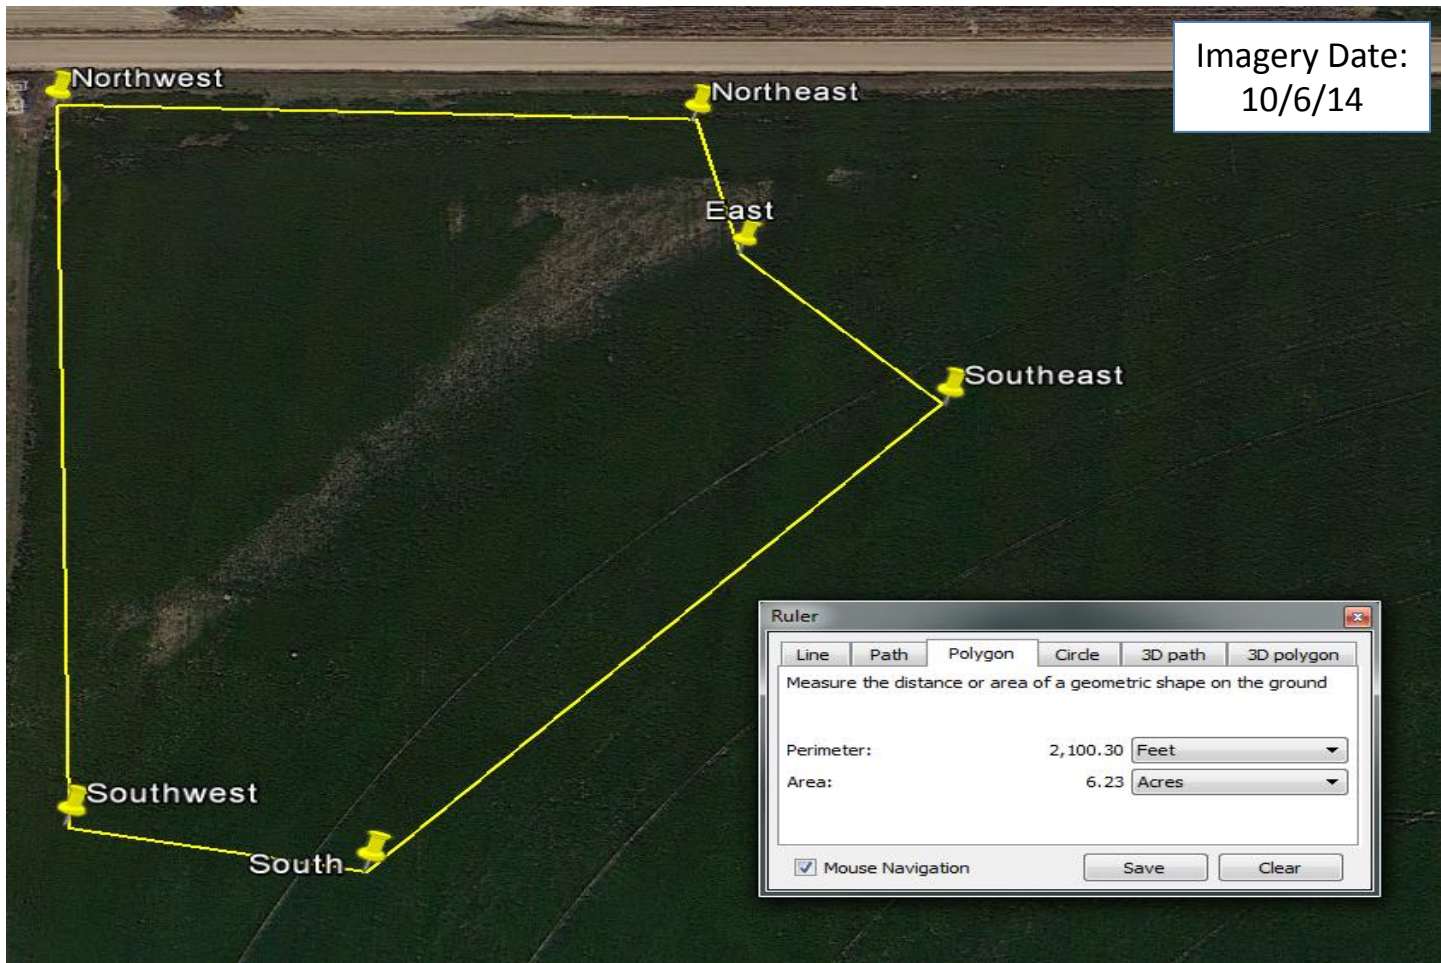 Imagery Date:
10/6/14
Northwest
Northeast
East
Southeast
Southwest
South
Ruler
Line Path Polygon Circle 3D path 3D polygon
Measure the distance or area of a geometric shape on the ground
Perimeter: 2,100.30 Feet
Area: 6.23 Acres
Mouse Navigation Save Clear